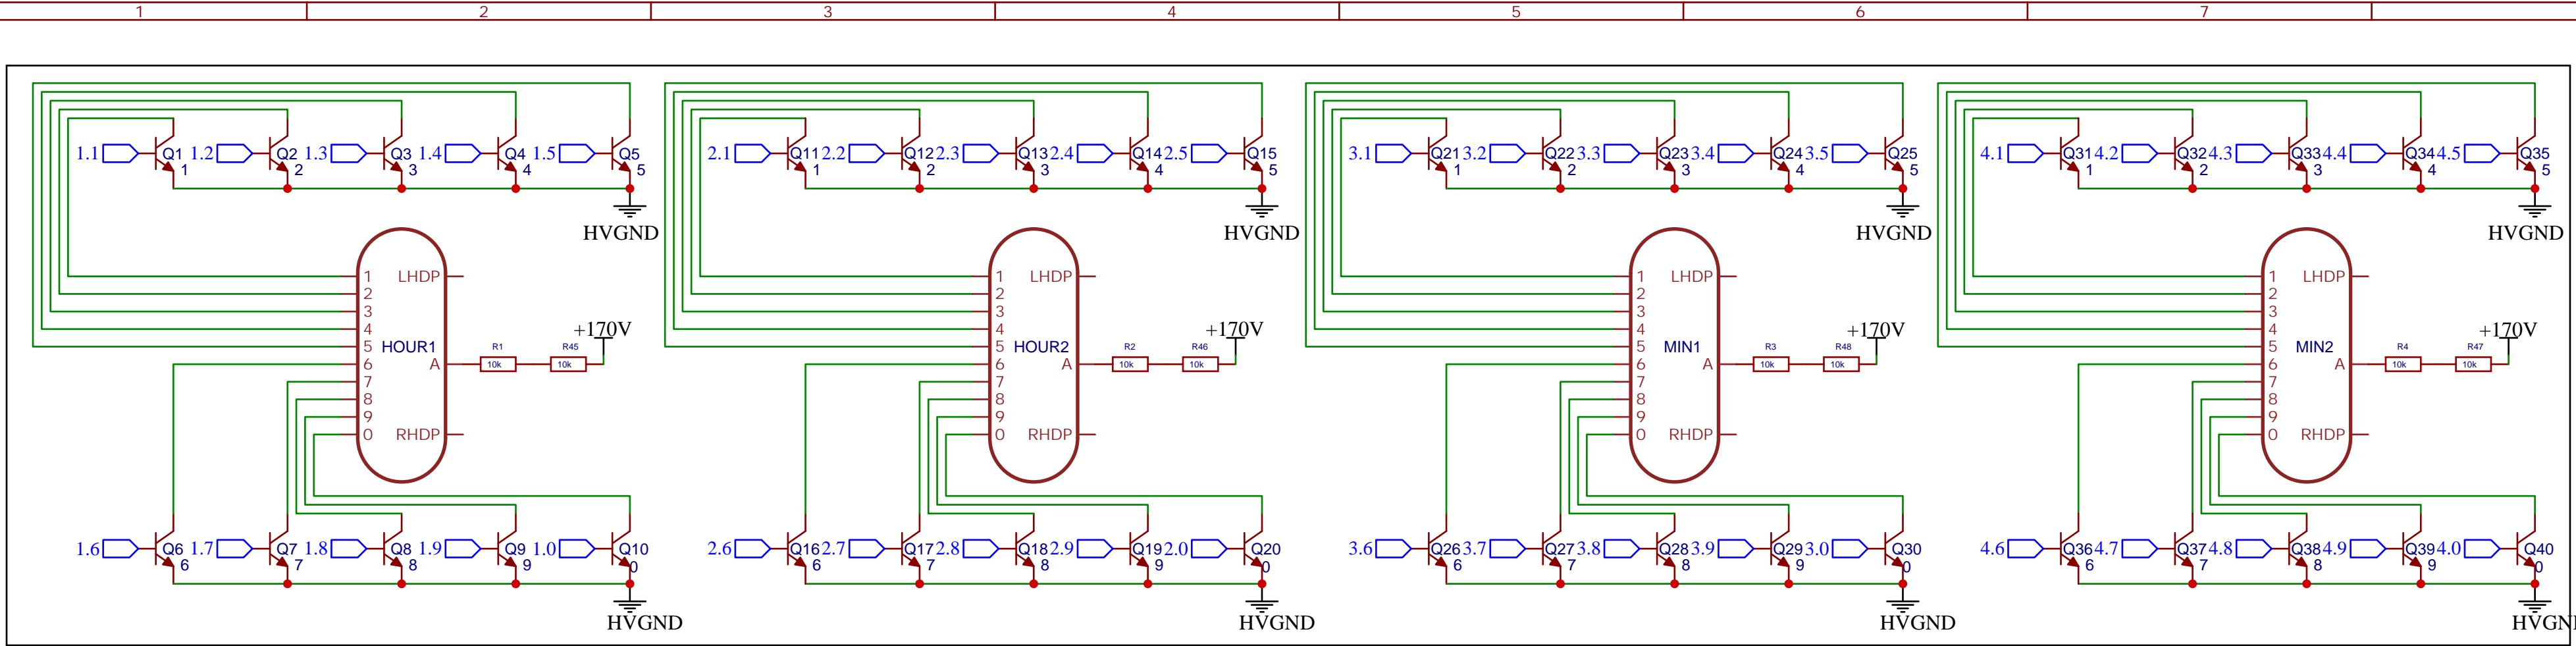 1 2 3 4 5 6 7
1.1 Q1 1.2 Q2 1.3 Q3 1.4 Q4 1.5 Q5 2.1 Q11 2.2 Q12 2.3 Q13 2.4 Q14 2.5 Q15 3.1 Q21 3.2 Q22 3.3 Q23 3.4 Q24 3.5 Q25 4.1 Q31 4.2 Q32 4.3 Q33 4.4 Q34 4.5 Q35
1 2 3 4 5 1 2 3 4 5 1 2 3 4 5 1 2 3 4 5
HVGND HVGND HVGND HVGND
1 LHDP 1 LHDP 1 LHDP 1 LHDP
2 2 2 2
3 3 3 3
4 +170V 4 +170V 4 +170V 4 +170V
5 HOUR1 R1 R45 5 HOUR2 R2 R46 5 MIN1 R3 R48 5 MIN2 R4 R47
6 A 10k 10k 6 A 10k 10k 6 A 10k 10k 6 A 10k 10k
7 7 7 7
8 8 8 8
9 9 9 9
0 RHDP 0 RHDP 0 RHDP 0 RHDP
1.6 Q6 1.7 Q7 1.8 Q8 1.9 Q9 1.0 Q10 2.6 Q16 2.7 Q17 2.8 Q18 2.9 Q19 2.0 Q20 3.6 Q26 3.7 Q27 3.8 Q28 3.9 Q29 3.0 Q30 4.6 Q36 4.7 Q37 4.8 Q38 4.9 Q39 4.0 Q40
6 7 8 9 0 6 7 8 9 0 6 7 8 9 0 6 7 8 9 0
HVGND HVGND HVGND HVGND